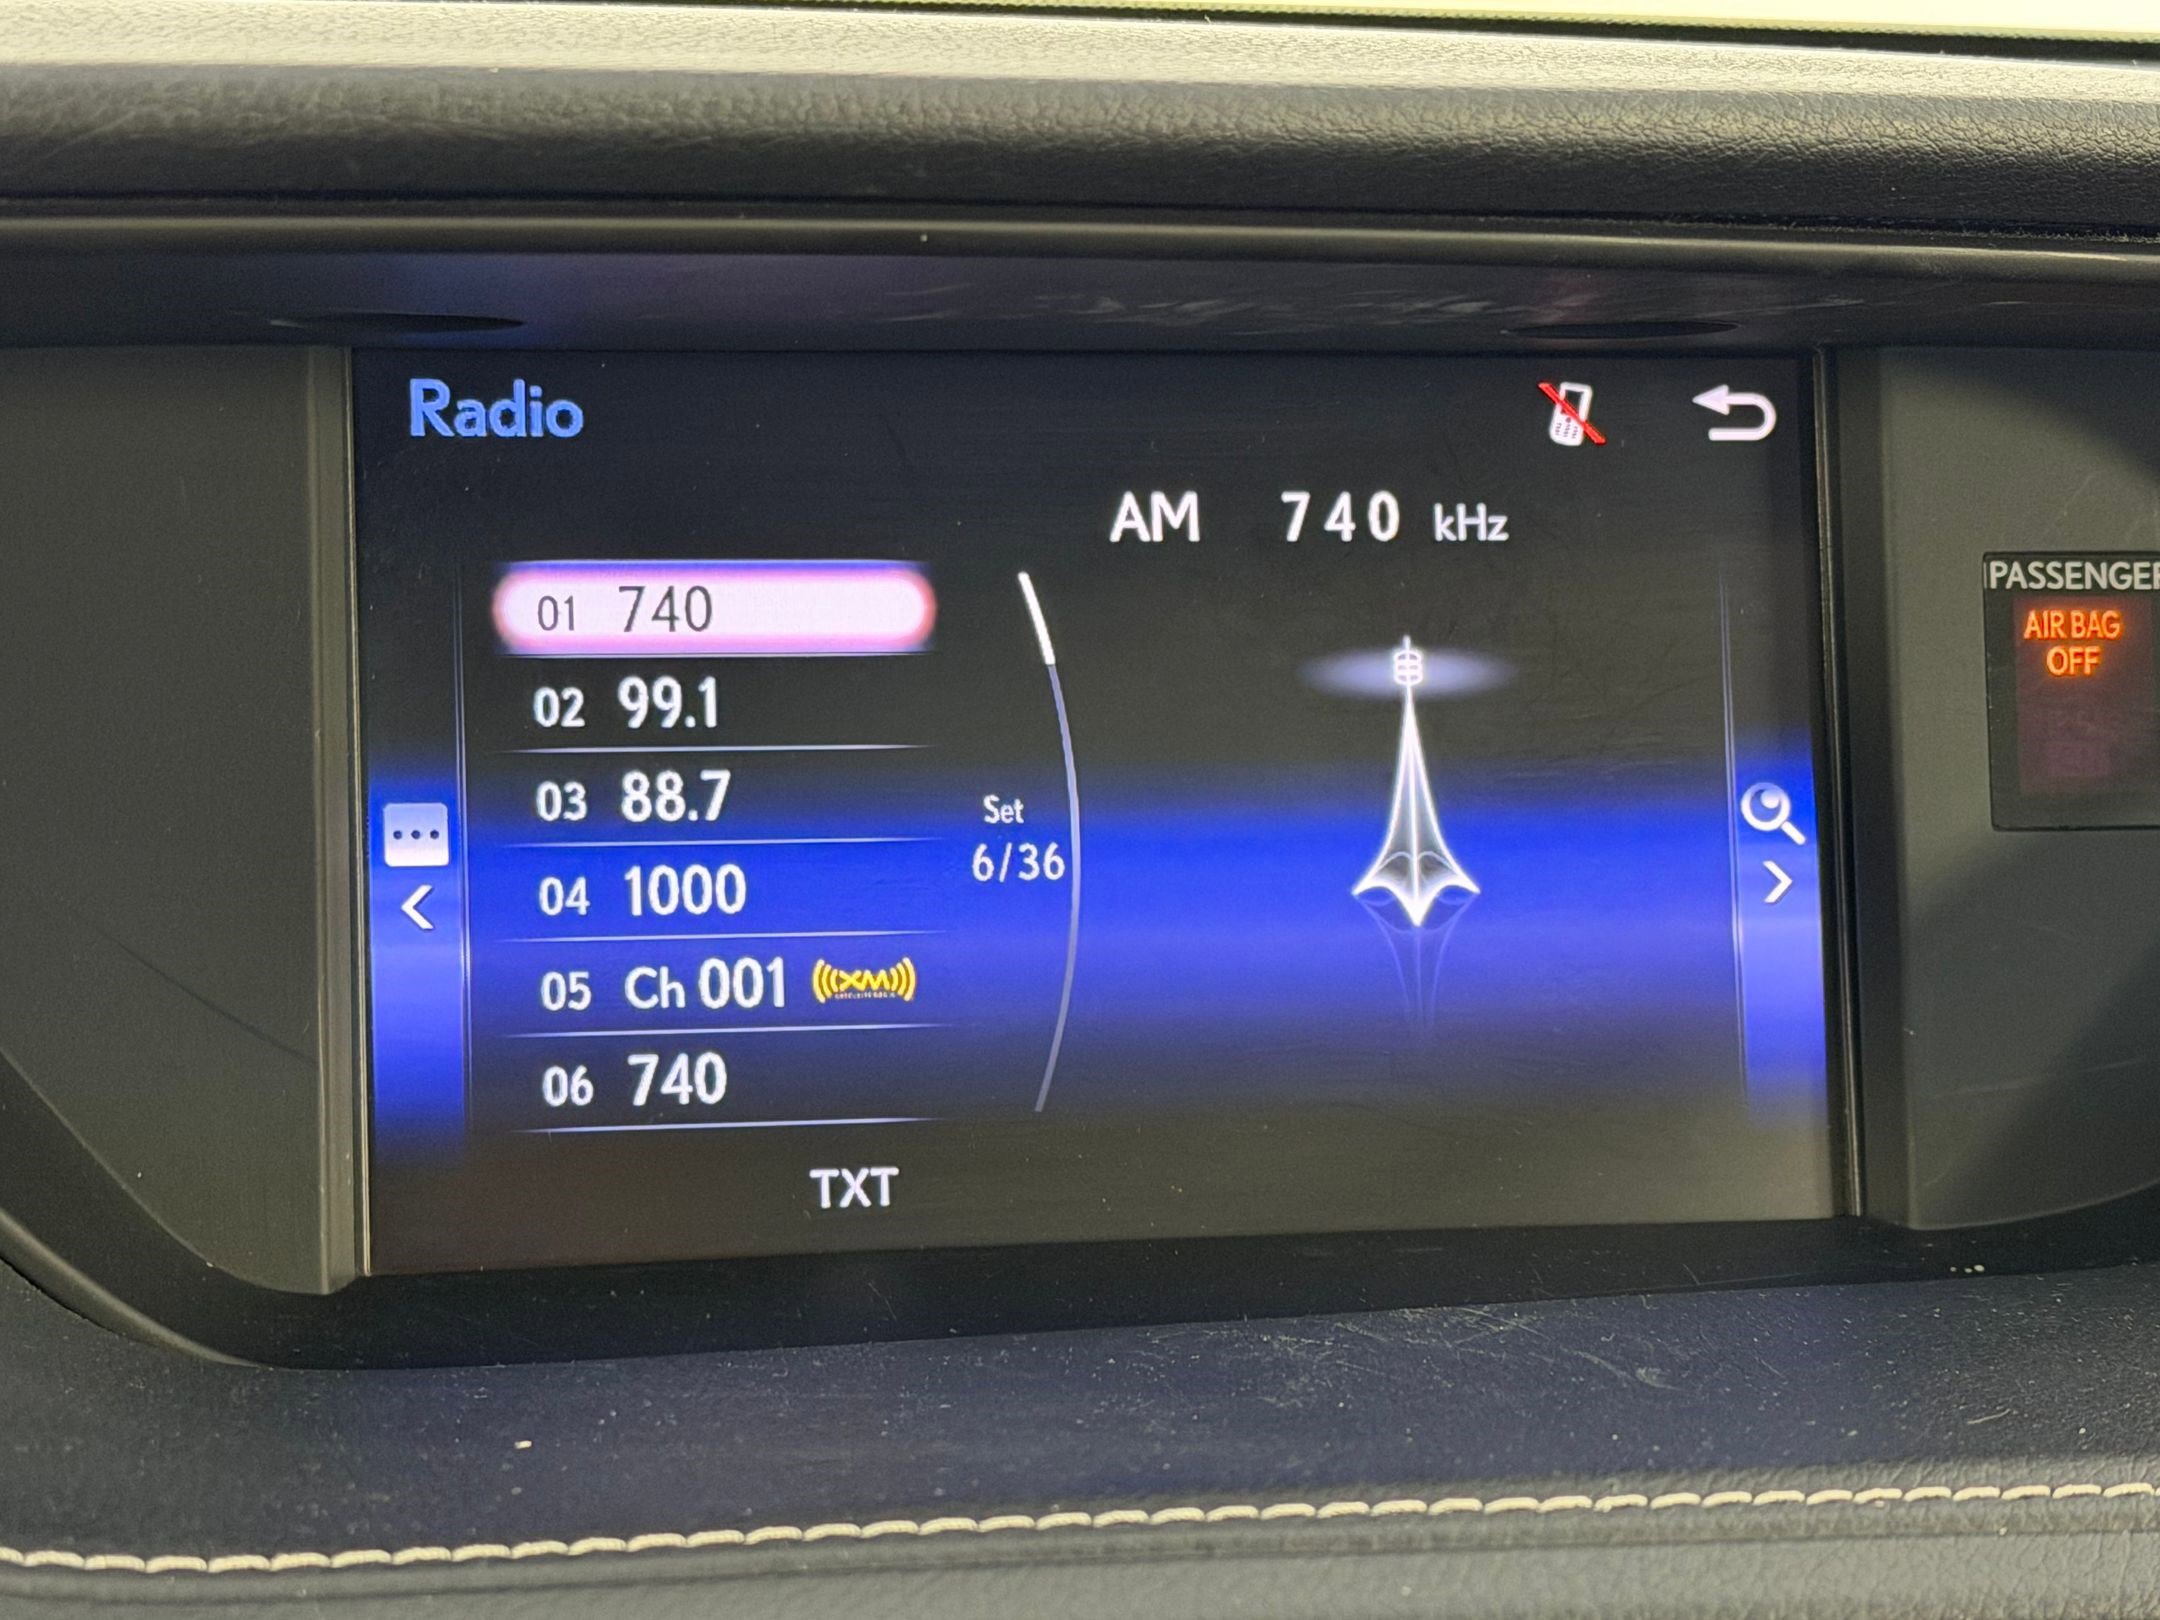 Radio
AM 740 kHz
01 740
02 99.1
03 88.7
04 1000
05 Ch 001 ((XM))
06 740
Set
6/36
TXT
PASSENGER
AIR BAG
OFF